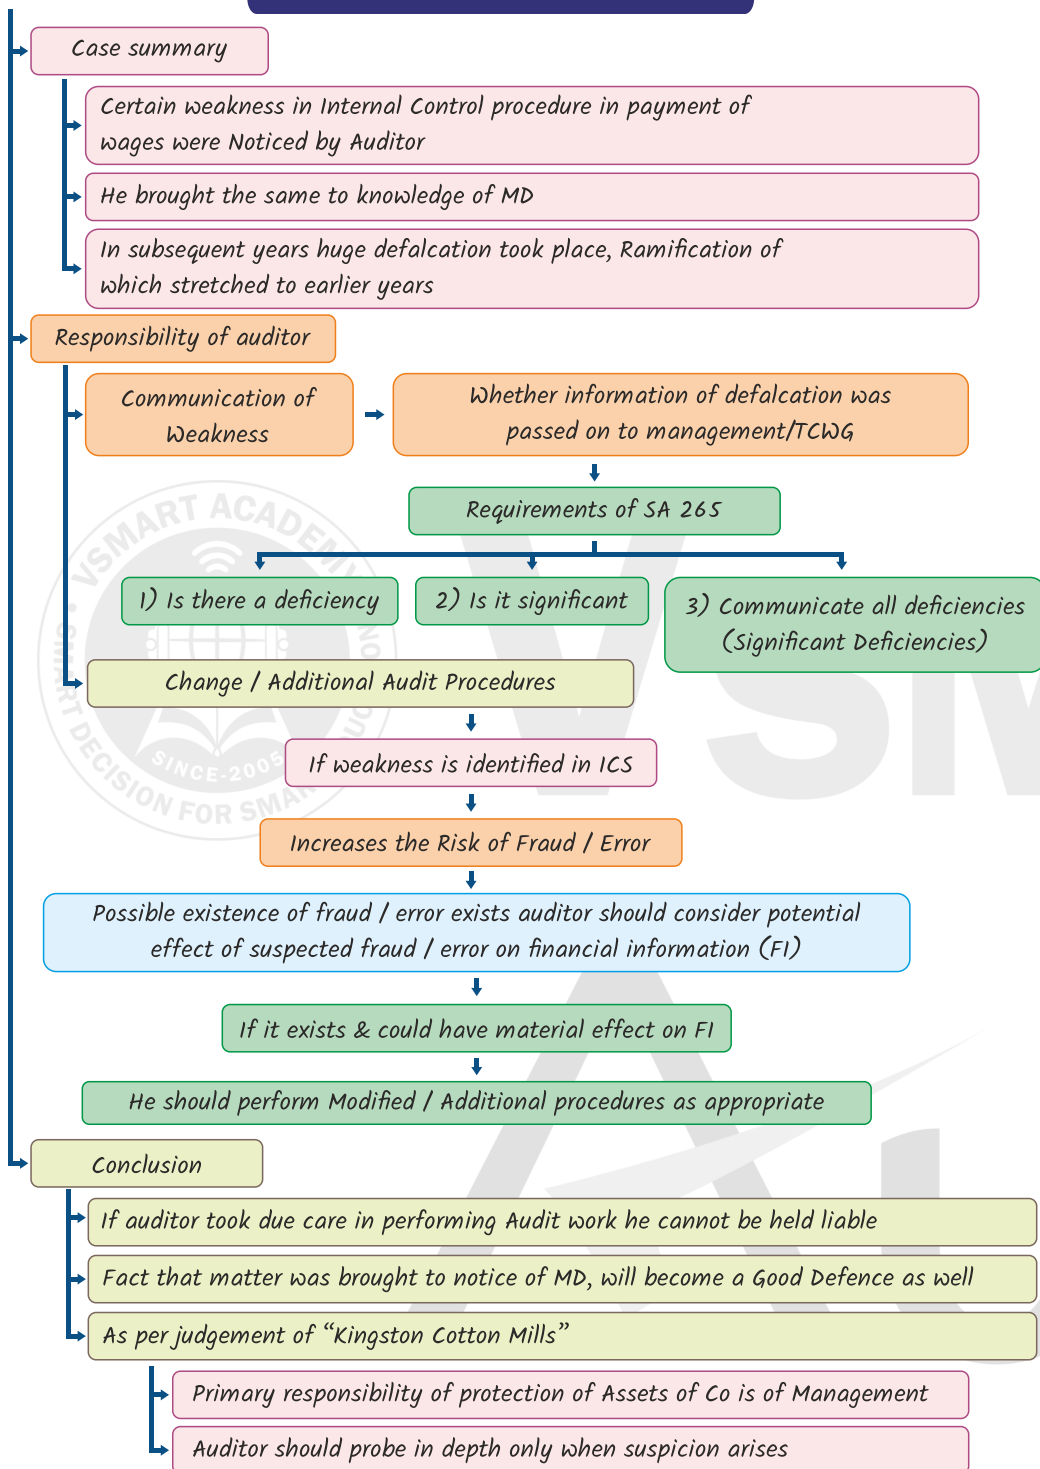 Case summary
Certain weakness in Internal Control procedure in payment of
wages were Noticed by Auditor
He brought the same to knowledge of MD
In subsequent years huge defalcation took place, Ramification of
which stretched to earlier years
Responsibility of auditor
Communication of
Weakness
Whether information of defalcation was
passed on to management/TCWG
Requirements of SA 265
1) Is there a deficiency
2) Is it significant
3) Communicate all deficiencies
(Significant Deficiencies)
Change / Additional Audit Procedures
If weakness is identified in ICS
Increases the Risk of Fraud / Error
Possible existence of fraud / error exists auditor should consider potential
effect of suspected fraud / error on financial information (FI)
If it exists & could have material effect on FI
He should perform Modified / Additional procedures as appropriate
Conclusion
If auditor took due care in performing Audit work he cannot be held liable
Fact that matter was brought to notice of MD, will become a Good Defence as well
As per judgement of “Kingston Cotton Mills”
Primary responsibility of protection of Assets of Co is of Management
Auditor should probe in depth only when suspicion arises
VSMART ACADEMY
SINCE-2005